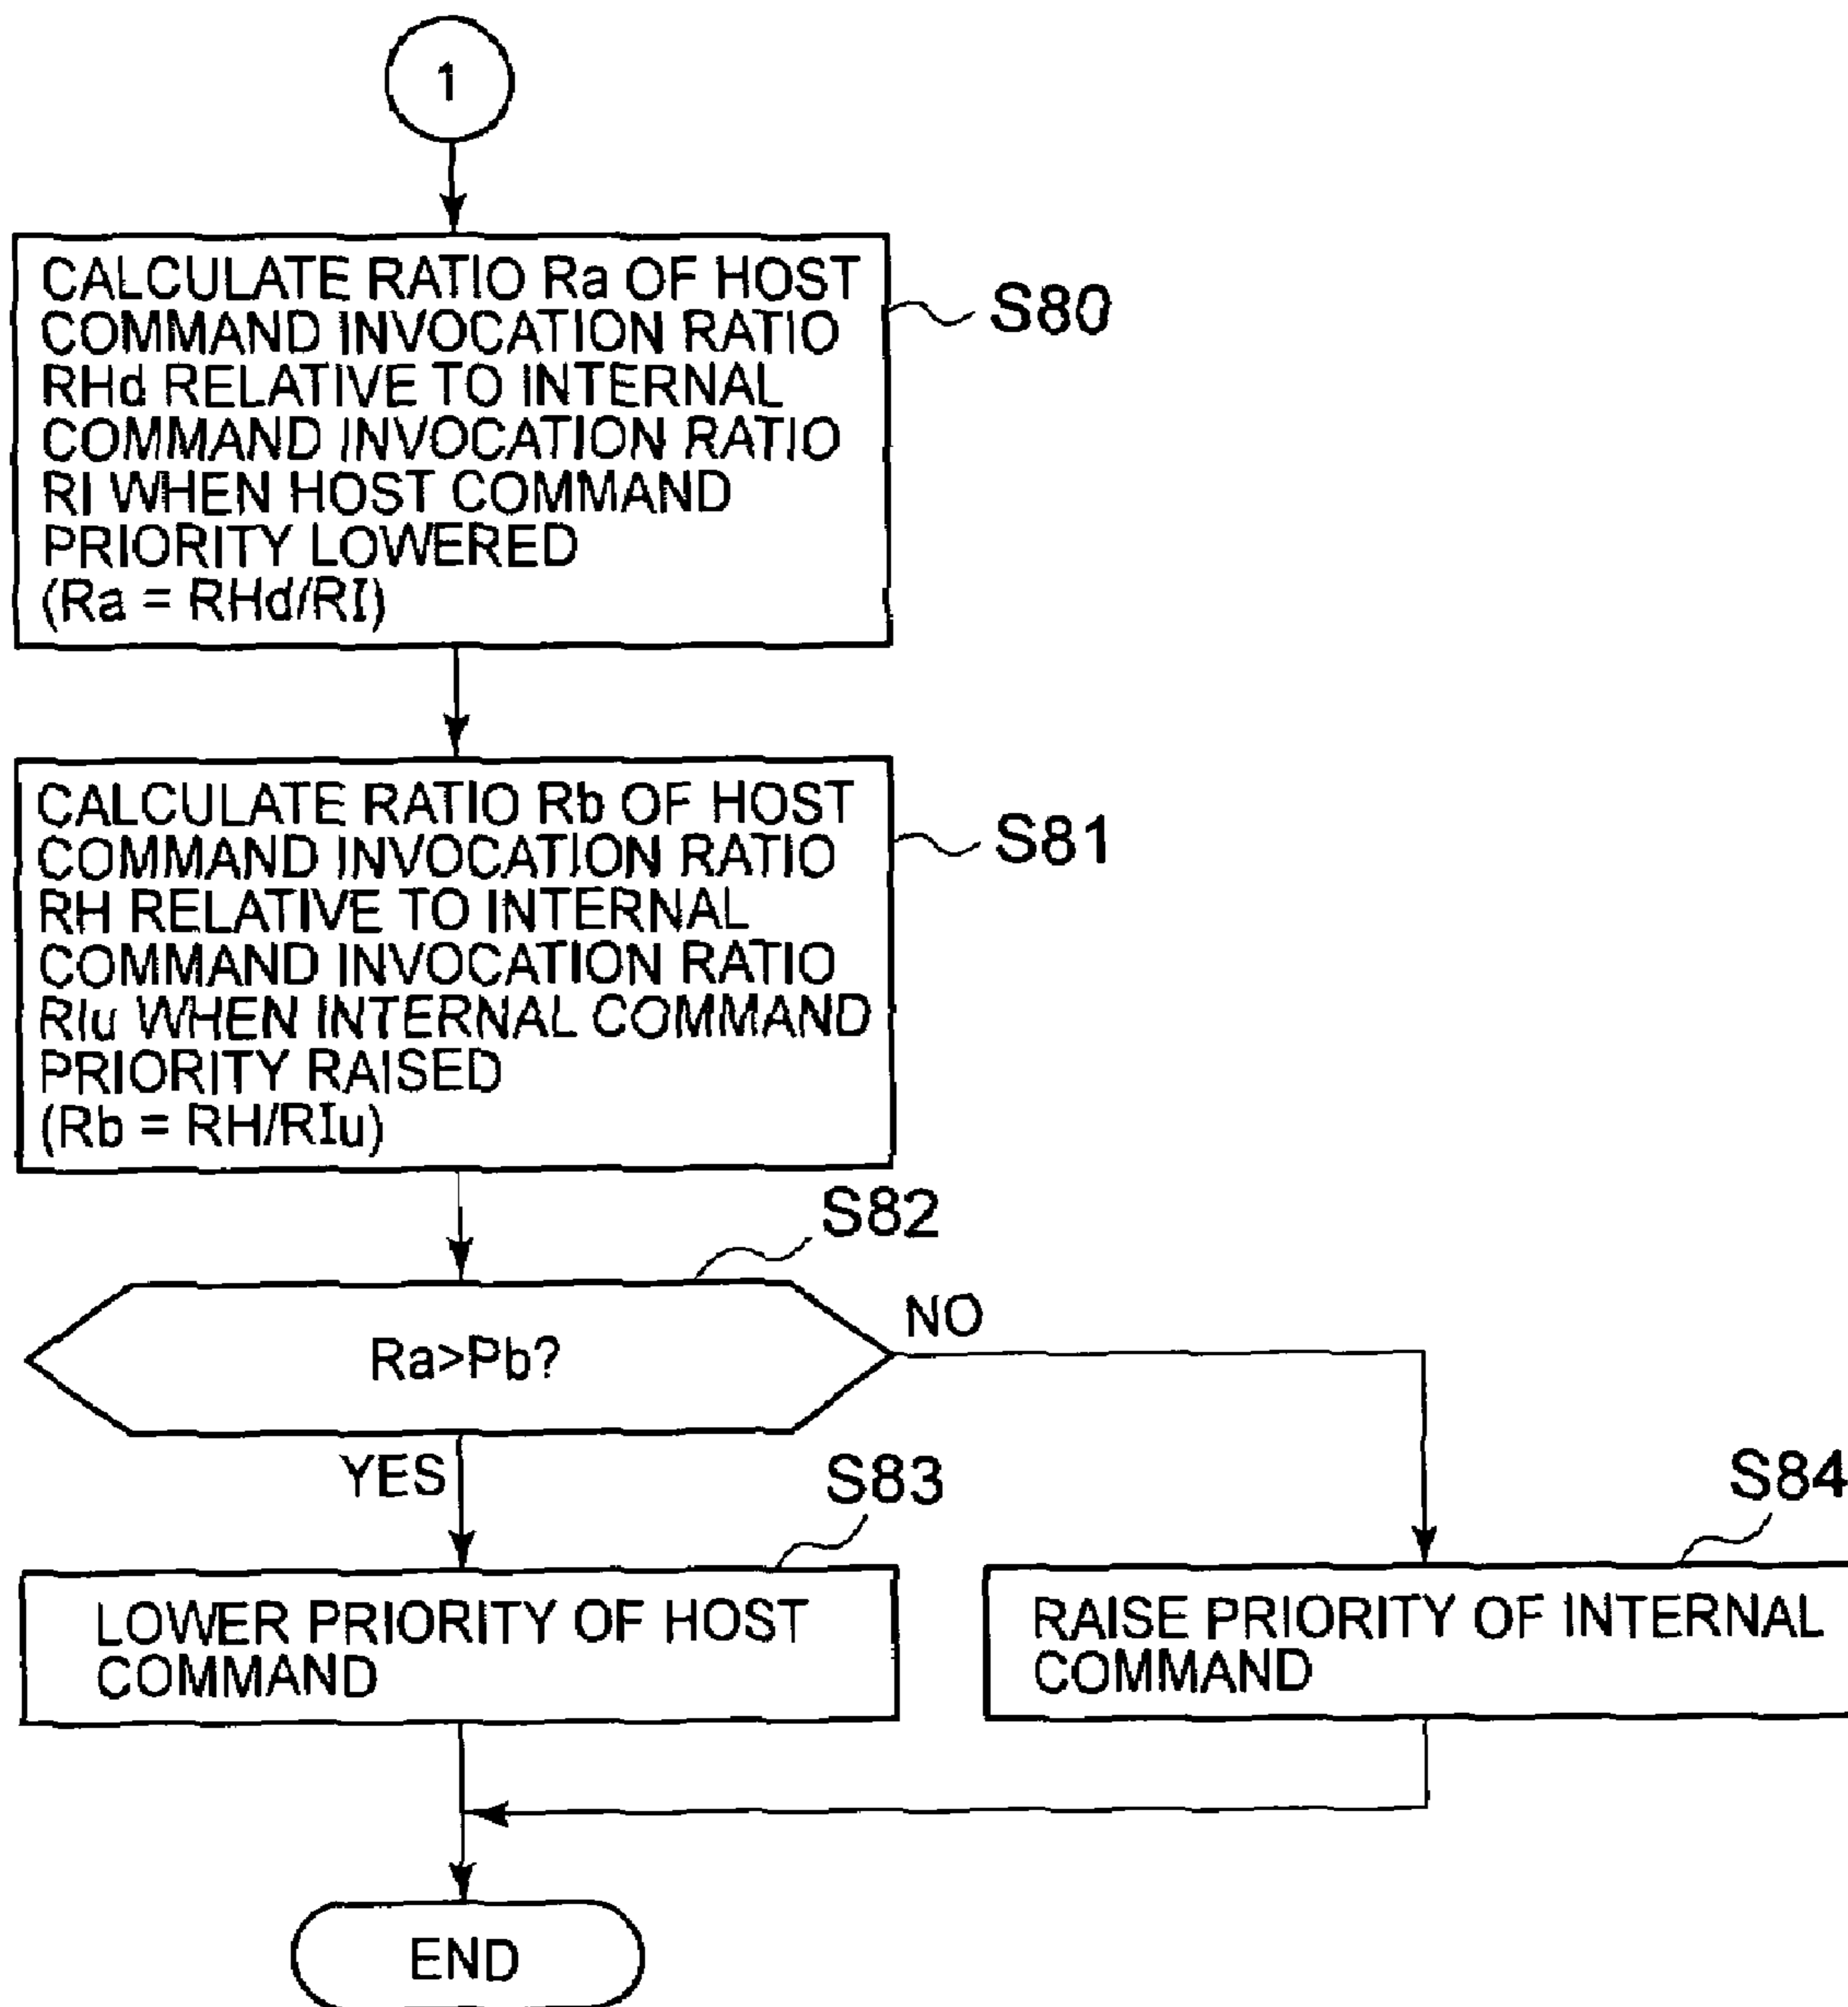 1
CALCULATE RATIO Ra OF HOST
COMMAND INVOCATION RATIO
RHd RELATIVE TO INTERNAL
COMMAND INVOCATION RATIO
RI WHEN HOST COMMAND
PRIORITY LOWERED
(Ra = RHd/RI)
S80
CALCULATE RATIO Rb OF HOST
COMMAND INVOCATION RATIO
RH RELATIVE TO INTERNAL
COMMAND INVOCATION RATIO
RIu WHEN INTERNAL COMMAND
PRIORITY RAISED
(Rb = RH/RIu)
S81
S82
Ra>Pb?
NO
YES
S83
LOWER PRIORITY OF HOST
COMMAND
S84
RAISE PRIORITY OF INTERNAL
COMMAND
END